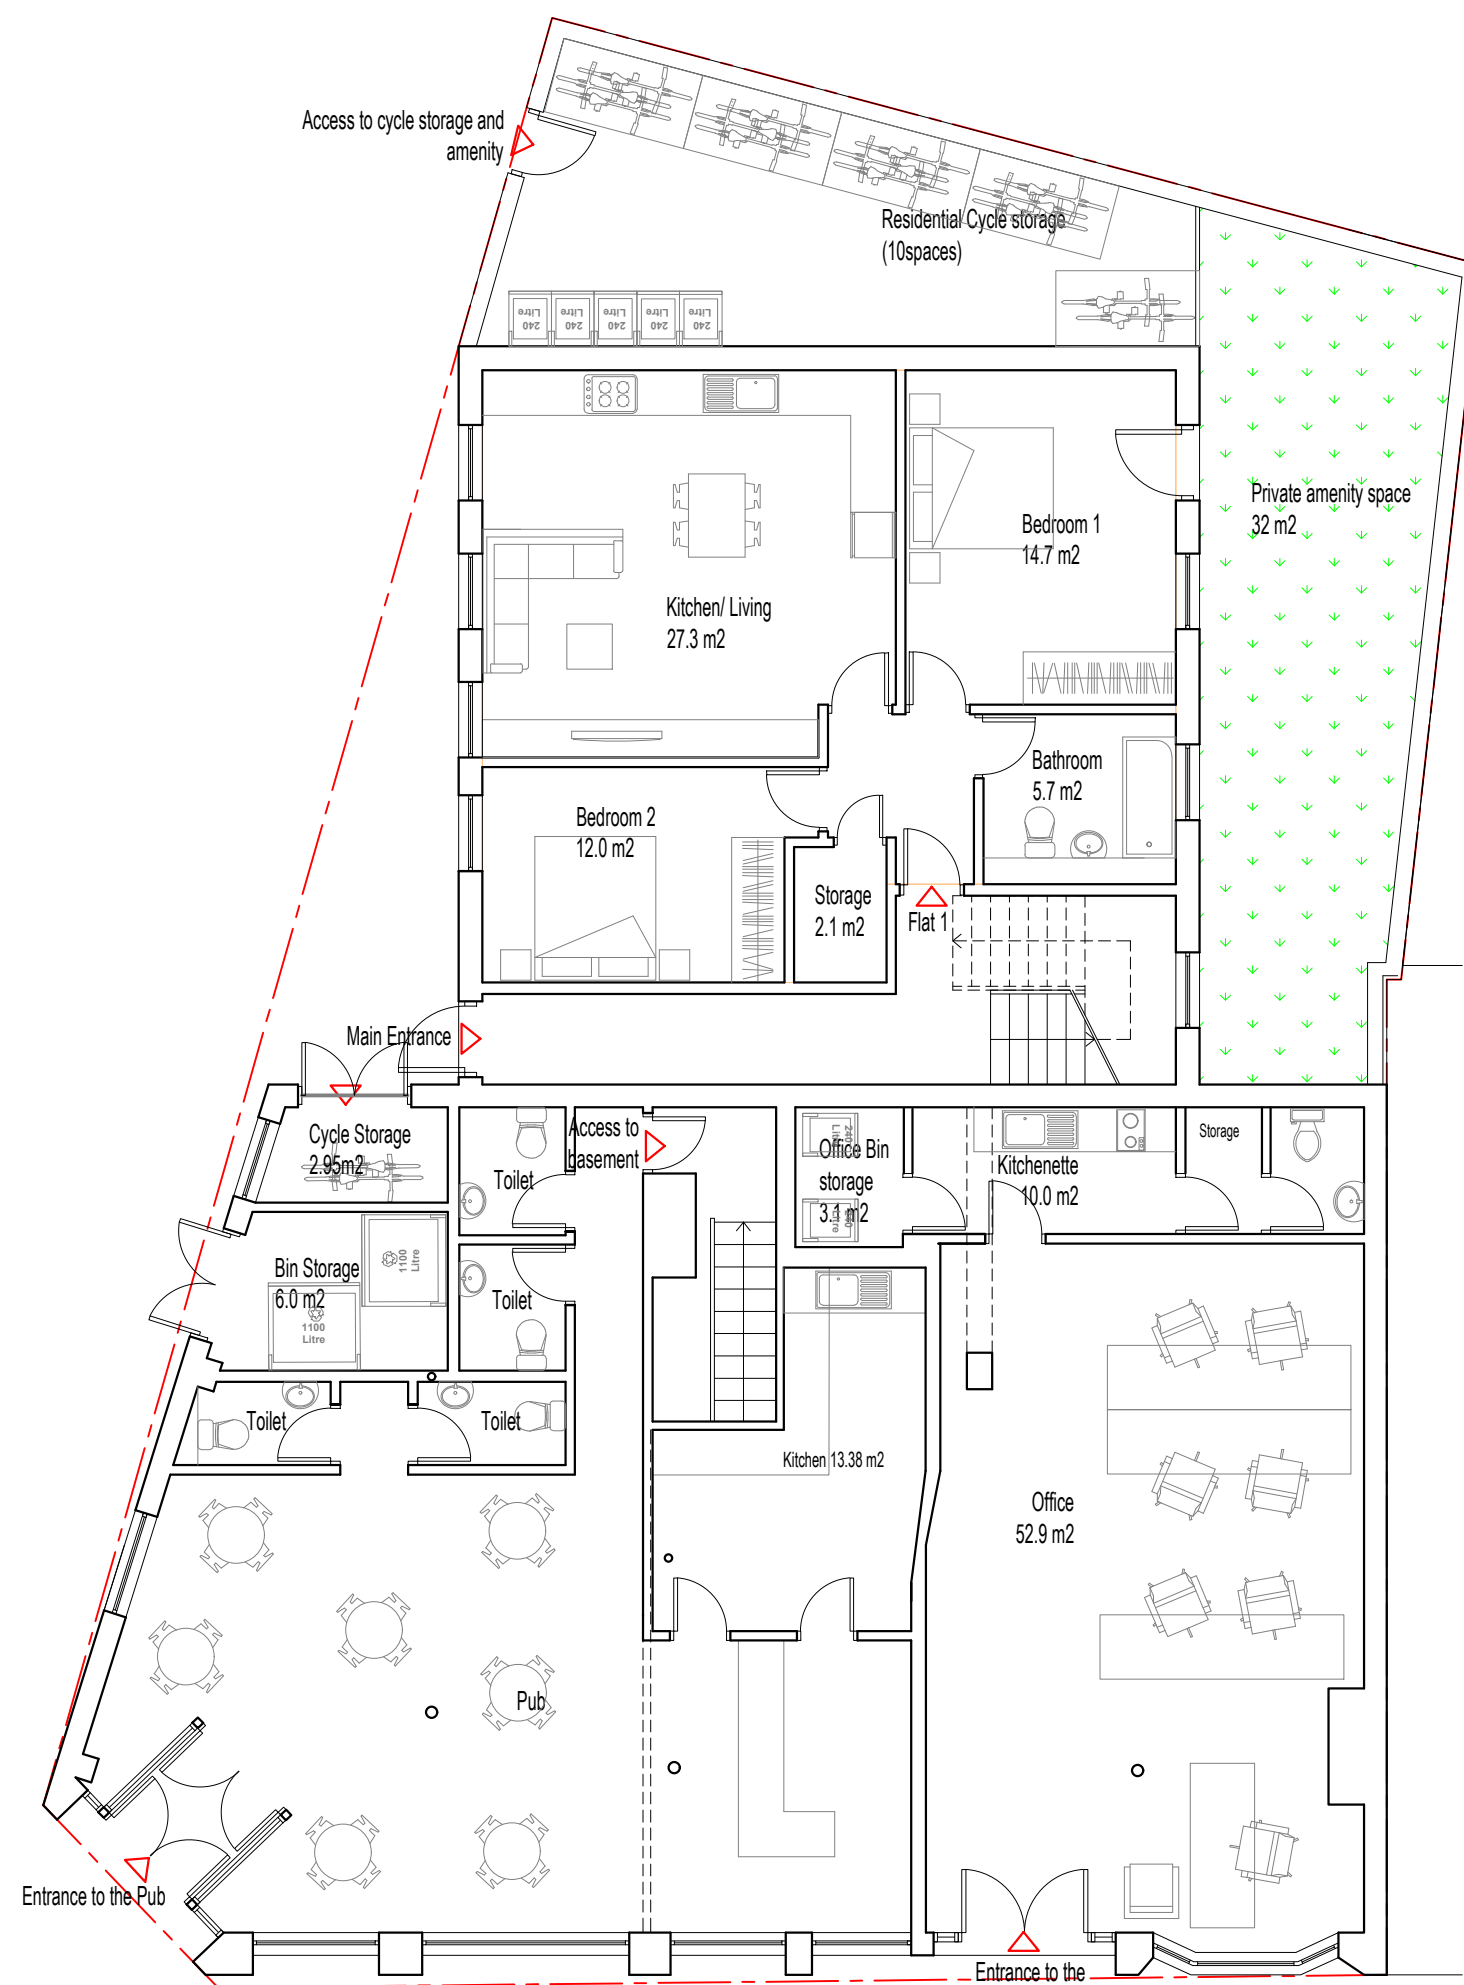 Access to cycle storage and
amenity
Residential Cycle storage
(10spaces)
240
Litre
240
Litre
240
Litre
240
Litre
240
Litre
Private amenity space
32 m2
Bedroom 1
14.7 m2
Kitchen/ Living
27.3 m2
Bathroom
5.7 m2
Bedroom 2
12.0 m2
Storage
2.1 m2
Flat 1
Main Entrance
Cycle Storage
2.95m2
Toilet
Access to
basement
240
Litre
Office Bin
storage
3.1 m2
Litre
Kitchenette
10.0 m2
Storage
Bin Storage
6.0 m2
1100
Litre
1100
Litre
Toilet
Toilet
Toilet
Kitchen 13.38 m2
Office
52.9 m2
Pub
Entrance to the Pub
Entrance to the